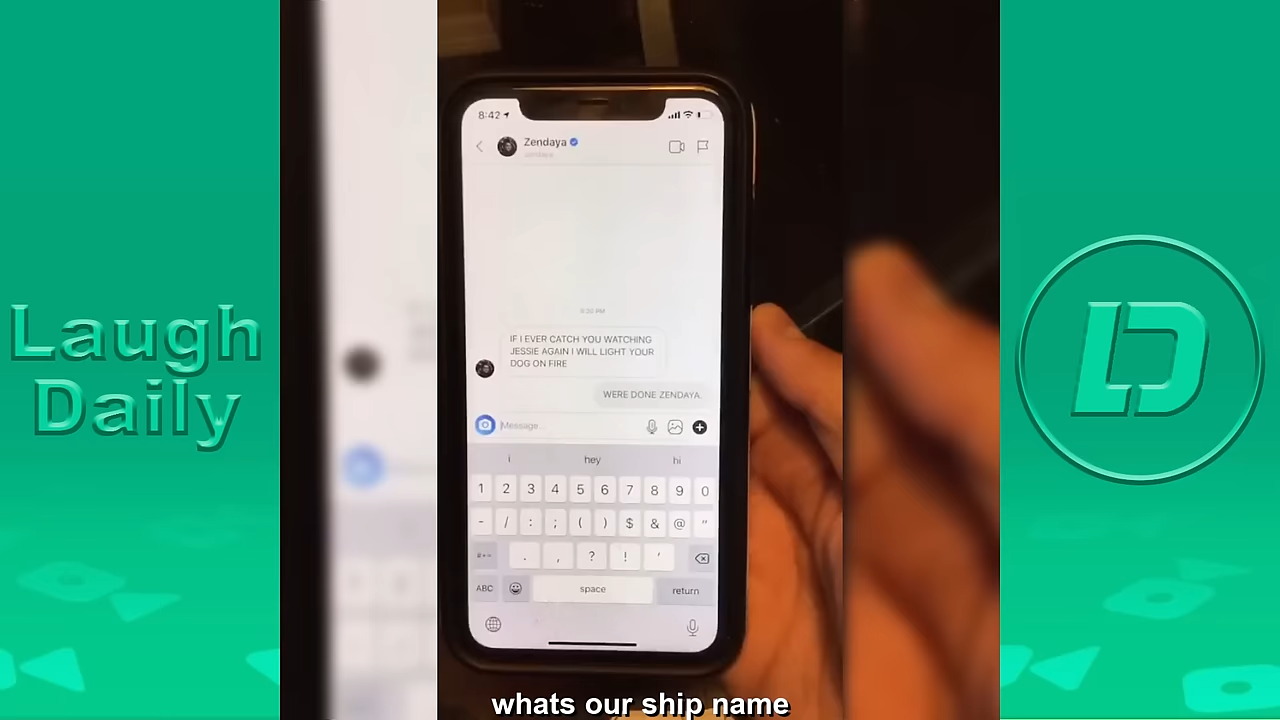 Laugh
Daily
8:42
Zendaya
IF I EVER CATCH YOU WATCHING
JESSIE AGAIN I WILL LIGHT YOUR
DOG ON FIRE
WERE DONE ZENDAYA.
Message...
i hey hi
1 2 3 4 5 6 7 8 9 0
- / : ; ( ) $ & @ "
#+=
. , ? ! '
ABC space return
LD
whats our ship name